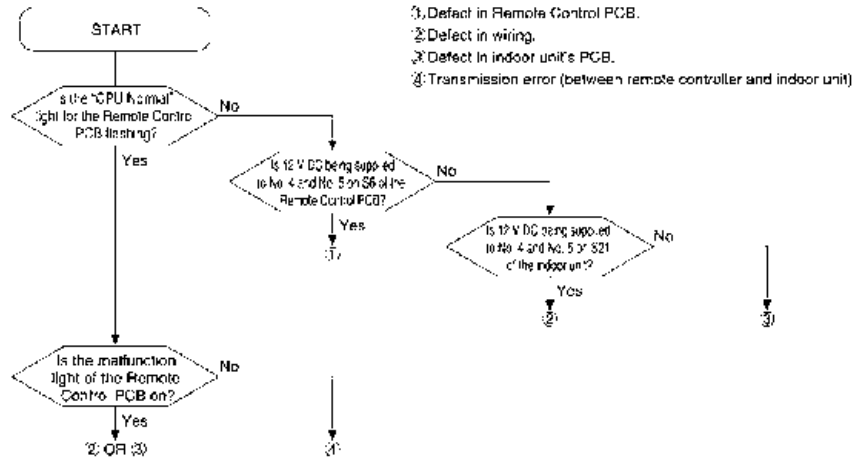 START
① Defect in Remote Control PCB.
② Defect in wiring.
③ Defect in indoor unit's PCB.
④ Transmission error (between remote controller and indoor unit)
Is the "CPU Normal"
light for the Remote Control
PCB flashing?
No
Yes
Is 12 V DC being supplied
to No. 4 and No. 5 on S6 of the
Remote Control PCB?
No
Yes
①
Is 12 V DC being supplied
to No. 4 and No. 5 on S21
of the indoor unit?
No
Yes
②
③
Is the malfunction
light of the Remote
Control PCB on?
No
Yes
② OR ③
④